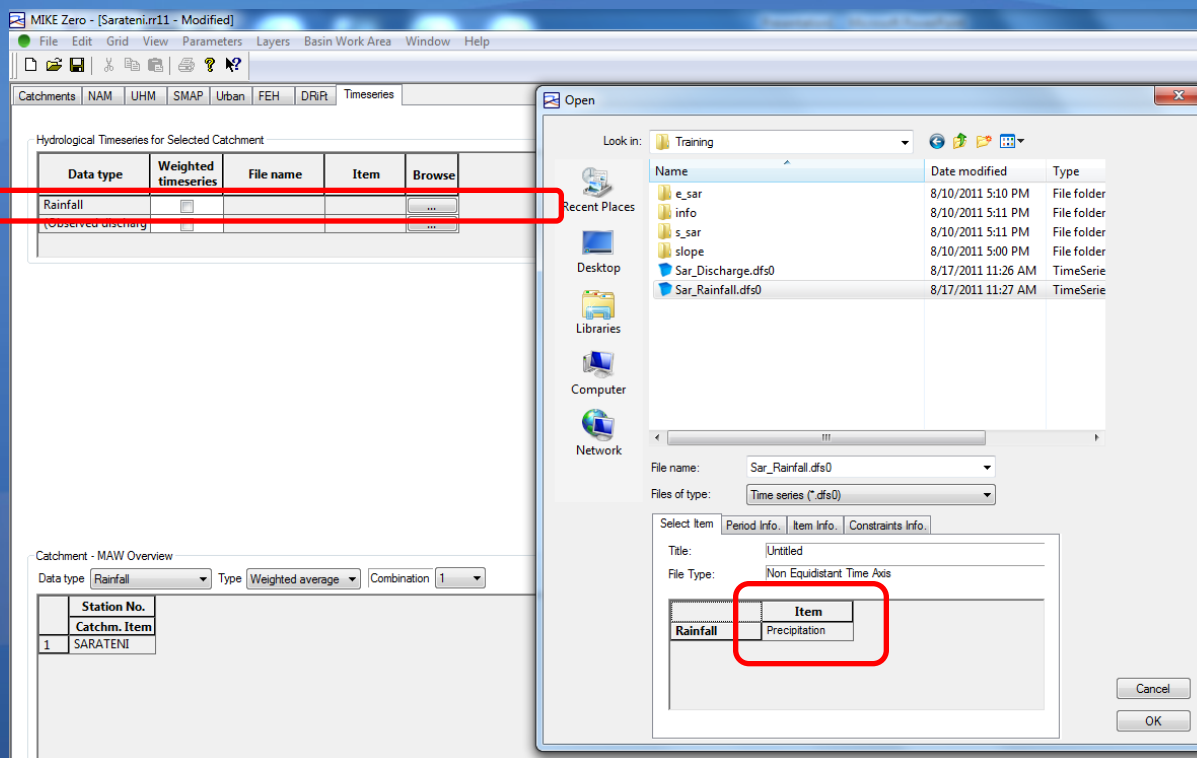 MIKE Zero - [Sarateni.rr11 - Modified]
File Edit Grid View Parameters Layers Basin Work Area Window Help
Catchments NAM UHM SMAP Urban FEH DRiFt Timeseries
Hydrological Timeseries for Selected Catchment
Data type Weighted timeseries File name Item Browse
Rainfall ...
(Observed discharg ...
Catchment - MAW Overview
Data type Rainfall Type Weighted average Combination 1
Station No.
Catchm. Item
1 SARATENI
Open
Look in: Training
Recent Places
Desktop
Libraries
Computer
Network
Name Date modified Type
e_sar 8/10/2011 5:10 PM File folder
info 8/10/2011 5:11 PM File folder
s_sar 8/10/2011 5:11 PM File folder
slope 8/10/2011 5:00 PM File folder
Sar_Discharge.dfs0 8/17/2011 11:26 AM TimeSerie
Sar_Rainfall.dfs0 8/17/2011 11:27 AM TimeSerie
File name: Sar_Rainfall.dfs0
Files of type: Time series (*.dfs0)
Select Item Period Info. Item Info. Constraints Info.
Title: Untitled
File Type: Non Equidistant Time Axis
Item
Rainfall Precipitation
Cancel
OK